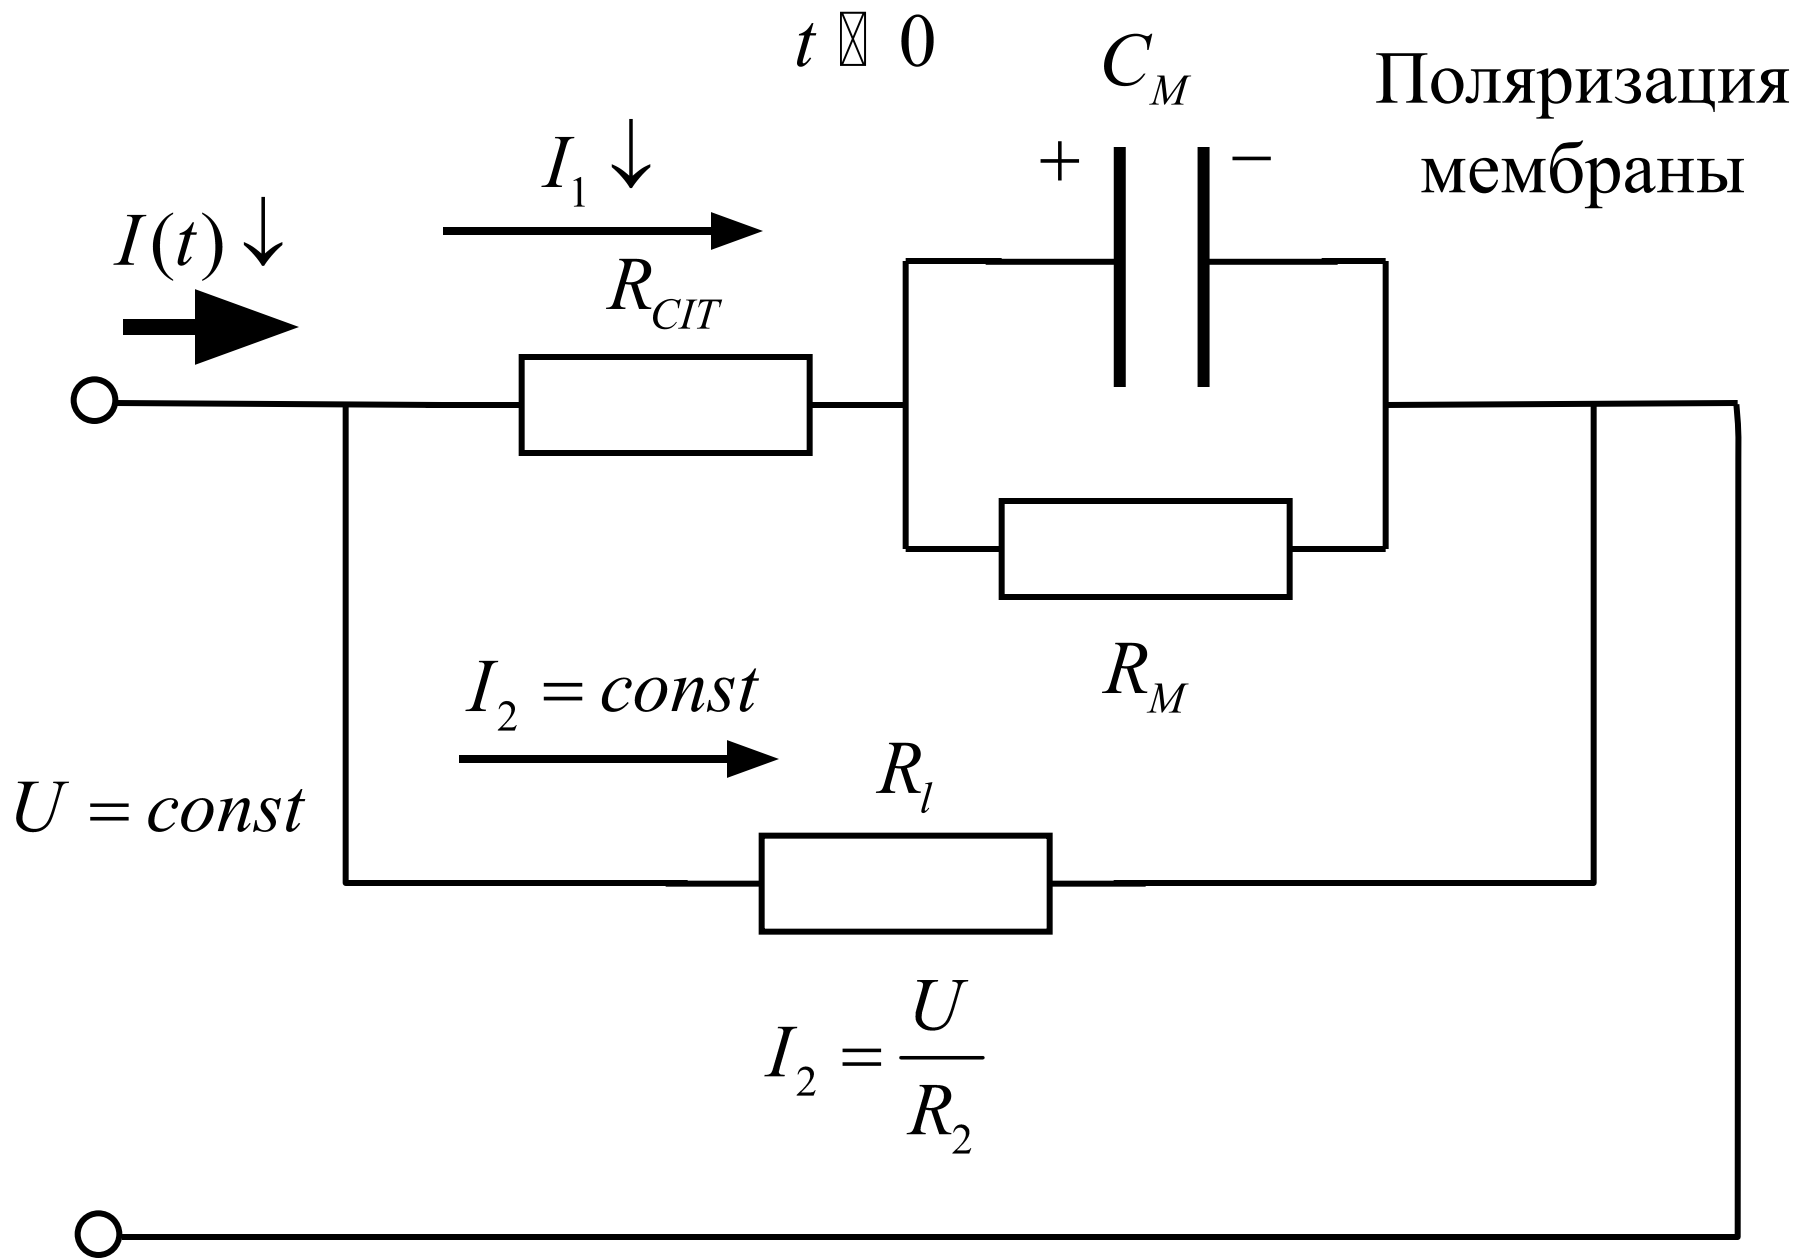 t 0
C_M
Поляризация
мембраны
+ −
I_1 ↓
I(t) ↓
R_CIT
R_M
I_2 = const
R_l
U = const
I_2 = U / R_2